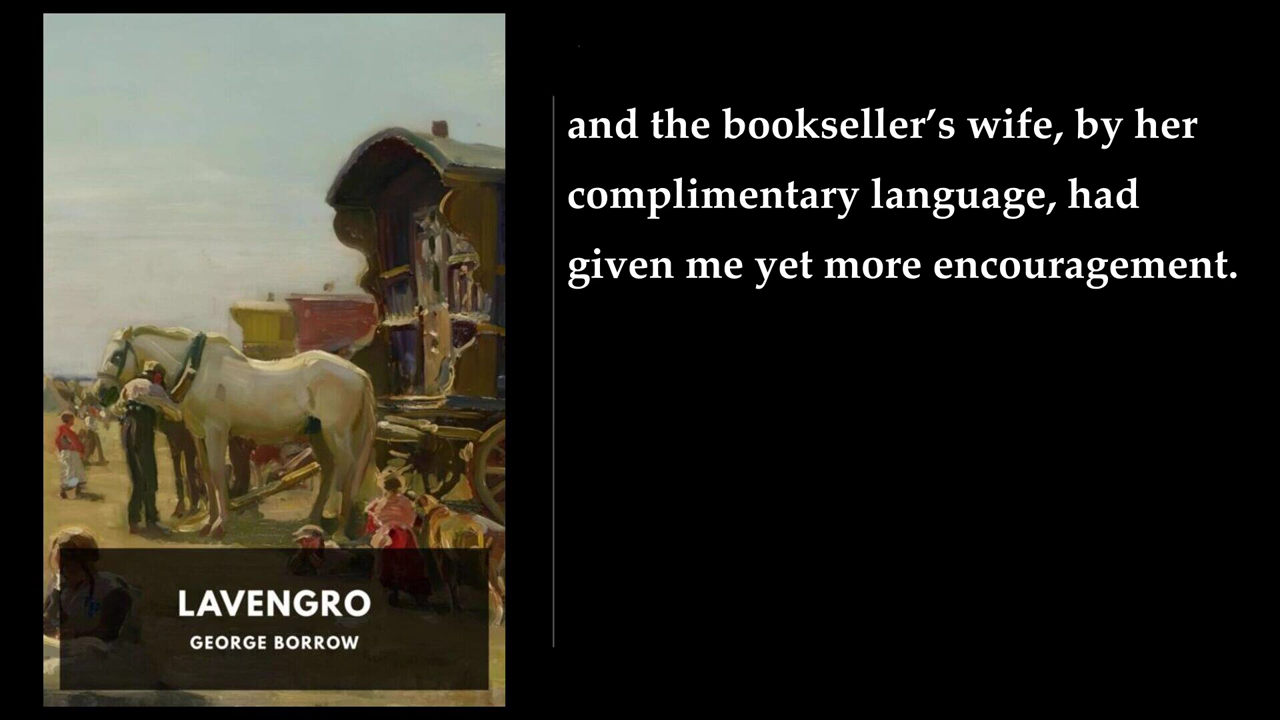 and the bookseller’s wife, by her
complimentary language, had
given me yet more encouragement.
LAVENGRO
GEORGE BORROW